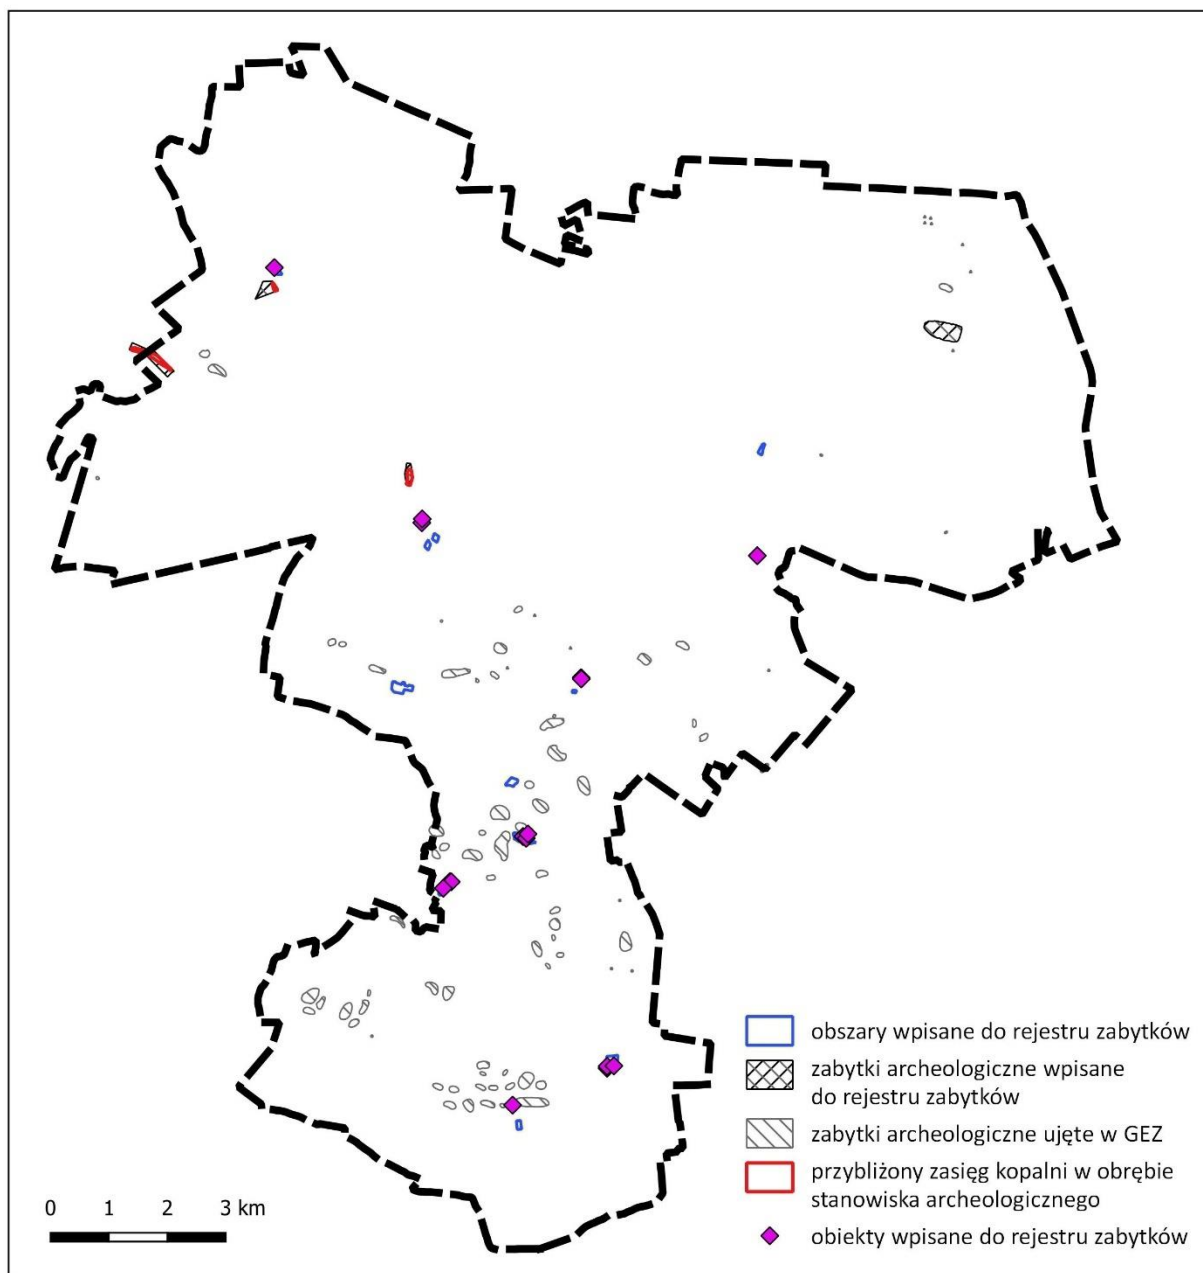 obszary wpisane do rejestru zabytków
zabytki archeologiczne wpisane
do rejestru zabytków
zabytki archeologiczne ujęte w GEZ
przybliżony zasięg kopalni w obrębie
stanowiska archeologicznego
obiekty wpisane do rejestru zabytków
0 1 2 3 km